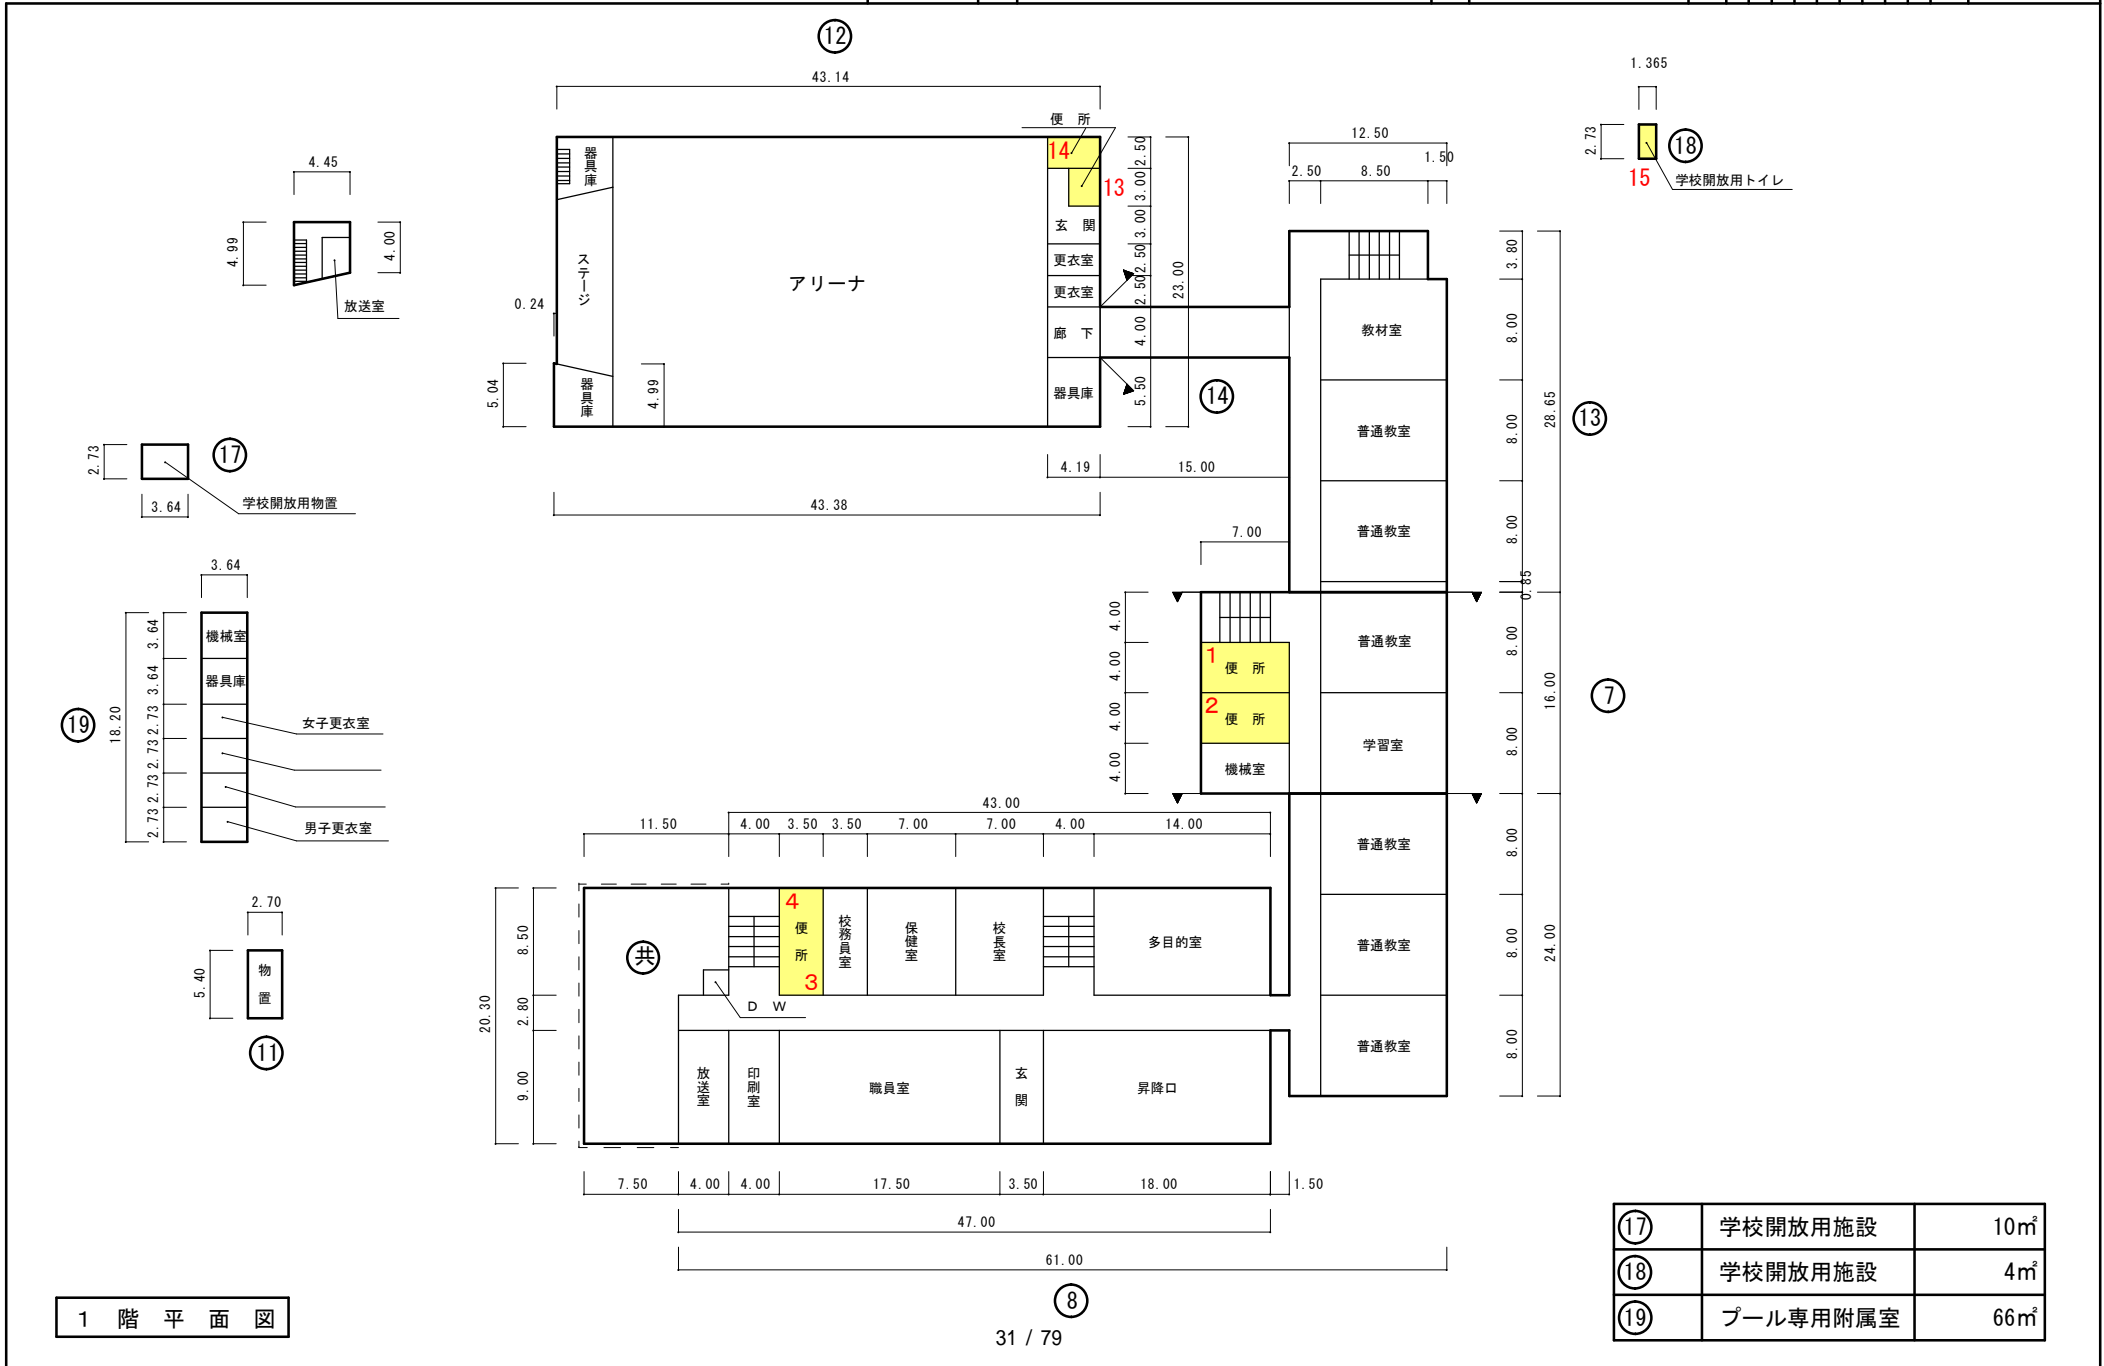 ⑫
43.14
1.365
便 所
12.50
2.73
⑱
14
2.50
1.50
器具庫
4.45
2.50
8.50
15
学校開放用トイレ
13
3.00
玄 関
3.00
4.99
4.00
3.80
ステージ
アリーナ
更衣室
2.50
23.00
放送室
0.24
更衣室
2.50
廊 下
4.00
教材室
8.00
5.04
器具庫
4.99
器具庫
5.50
⑭
28.65
⑬
普通教室
8.00
2.73
⑰
4.19
15.00
3.64
学校開放用物置
43.38
普通教室
8.00
7.00
3.64
0.85
機械室
3.64
4.00
普通教室
8.00
1
便 所
4.00
器具庫
3.64
16.00
⑦
⑲
18.20
2.73
女子更衣室
2
便 所
4.00
学習室
8.00
2.73
機械室
4.00
2.73
43.00
2.73
男子更衣室
11.50
4.00
3.50
3.50
7.00
7.00
4.00
14.00
普通教室
8.00
2.70
4
便所
3
校務員室
保健室
校長室
多目的室
8.50
共
普通教室
8.00
24.00
5.40
物置
D W
20.30
2.80
⑪
普通教室
8.00
放送室
印刷室
職員室
玄関
昇降口
9.00
7.50
4.00
4.00
17.50
3.50
18.00
1.50
47.00
61.00
⑧
⑰ 学校開放用施設 10㎡
⑱ 学校開放用施設 4㎡
⑲ プール専用附属室 66㎡
1 階 平 面 図
31 / 79